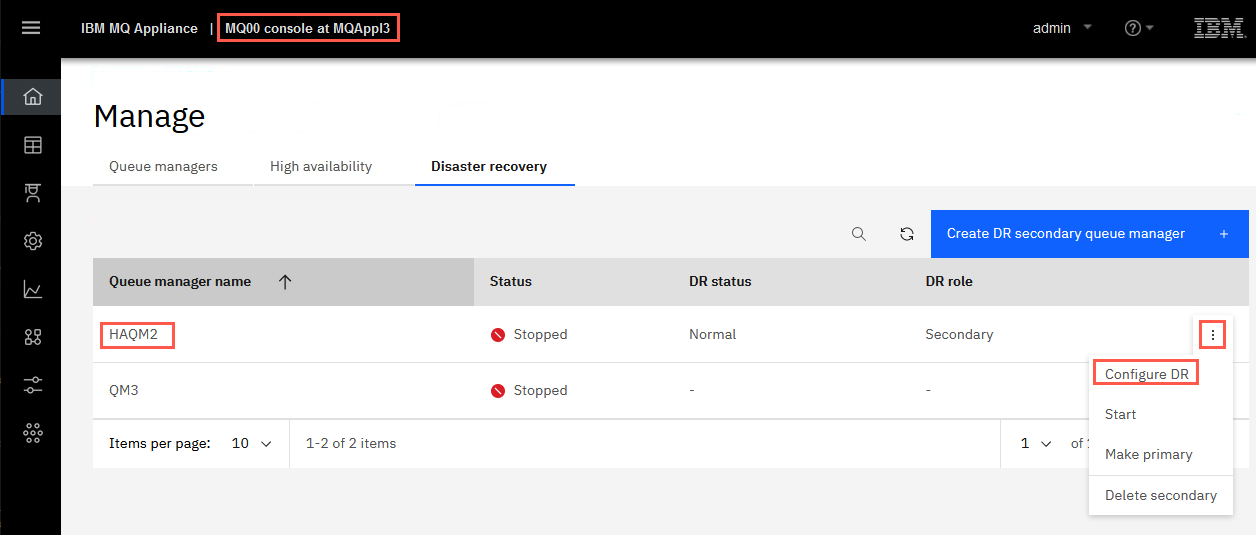 IBM MQ Appliance | MQ00 console at MQAppl3 admin IBM
Manage
Queue managers High availability Disaster recovery
Create DR secondary queue manager +
Queue manager name Status DR status DR role
HAQM2 Stopped Normal Secondary
Configure DR
QM3 Stopped - -
Start
Items per page: 10 1-2 of 2 items 1 of
Make primary
Delete secondary